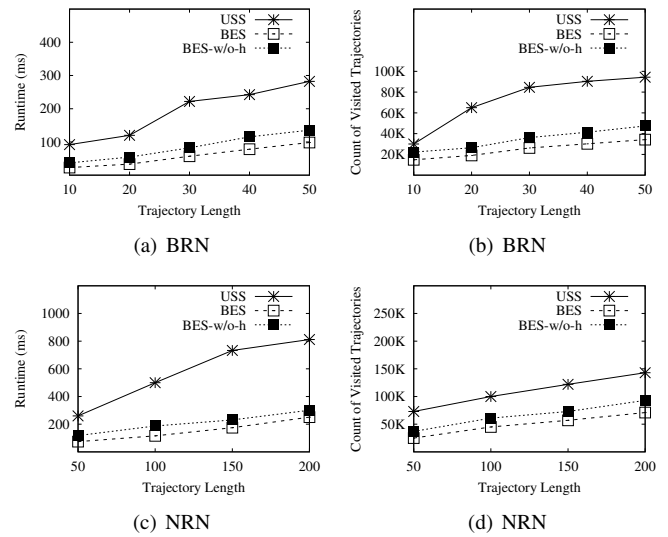 500
400
300
200
100
Runtime (ms)
USS
BES
BES-w/o-h
10 20 30 40 50
Trajectory Length
(a) BRN
100K
80K
60K
40K
20K
Count of Visited Trajectories
USS
BES
BES-w/o-h
10 20 30 40 50
Trajectory Length
(b) BRN
1000
800
600
400
200
Runtime (ms)
USS
BES
BES-w/o-h
50 100 150 200
Trajectory Length
(c) NRN
250K
200K
150K
100K
50K
Count of Visited Trajectories
USS
BES
BES-w/o-h
50 100 150 200
Trajectory Length
(d) NRN